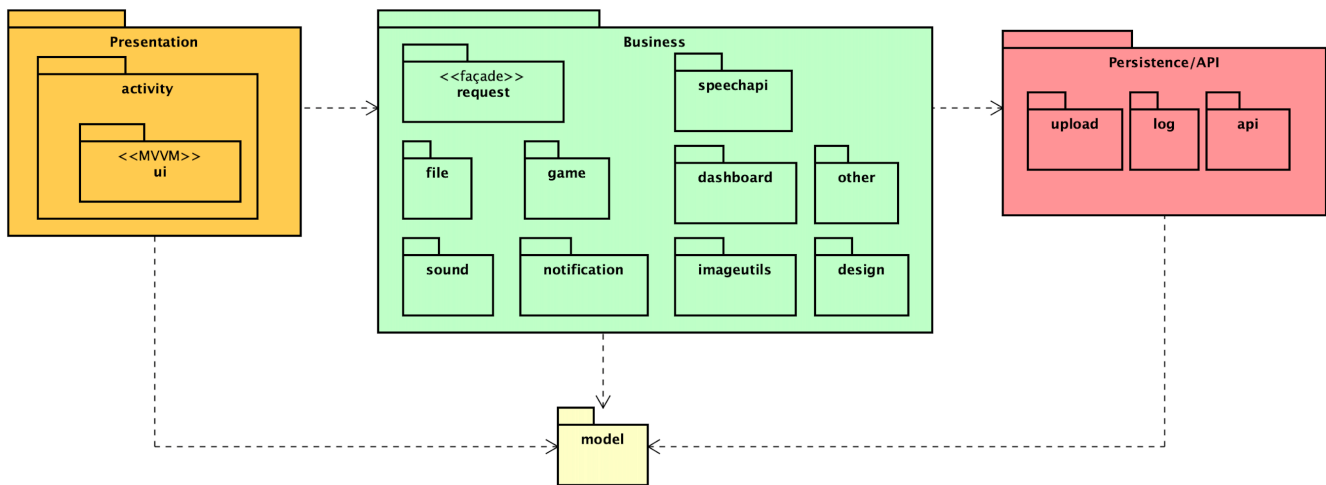 Presentation
activity
<<MVVM>>
ui
Business
<<façade>>
request
speechapi
file
game
dashboard
other
sound
notification
imageutils
design
Persistence/API
upload
log
api
model